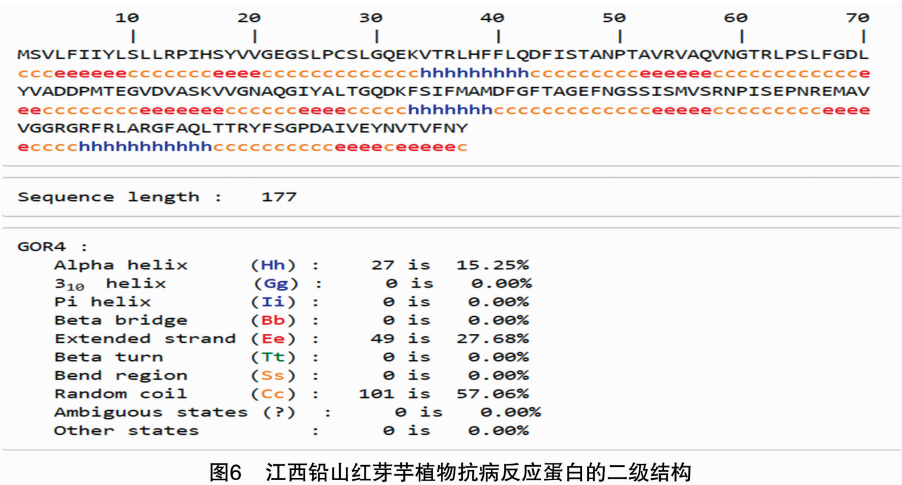 10 20 30 40 50 60 70
| | | | | | |
MSVLFIIYLSLLRPIHSYVVGEGSLPCSLGQEKVTRLHFFLQDFISTANPTAVRVAQVNGTRLPSLFGDL
ccceeeeeeccccccceeeeccccccccccccchhhhhhhhhccccccccceeeeeecccccccccccce
YVADDPMTEGVDVASKVVGNAQGIYALTGQDKFSIFMAMDFGFTAGEFNGSSISMVSRNPISEPNREMAV
eecccccccceeeeeeecccccceeeeccccchhhhhhhccccccccccccceeeeeccccccccceeee
VGGRGRFRLARGFAQLTTRYFSGPDAIVEYNVTVFNY
ecccchhhhhhhhhhhcccccccccceeeeceeeeec
Sequence length : 177
GOR4 :
Alpha helix (Hh) : 27 is 15.25%
3₁₀ helix (Gg) : 0 is 0.00%
Pi helix (Ii) : 0 is 0.00%
Beta bridge (Bb) : 0 is 0.00%
Extended strand (Ee) : 49 is 27.68%
Beta turn (Tt) : 0 is 0.00%
Bend region (Ss) : 0 is 0.00%
Random coil (Cc) : 101 is 57.06%
Ambiguous states (?) : 0 is 0.00%
Other states : 0 is 0.00%
图6 江西铅山红芽芋植物抗病反应蛋白的二级结构